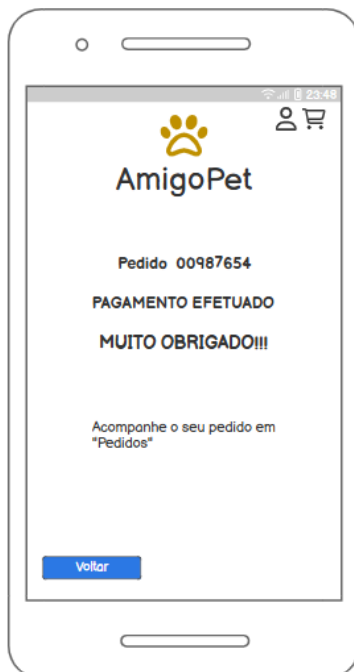 23:48
AmigoPet
Pedido 00987654
PAGAMENTO EFETUADO
MUITO OBRIGADO!!!
Acompanhe o seu pedido em
"Pedidos"
Voltar